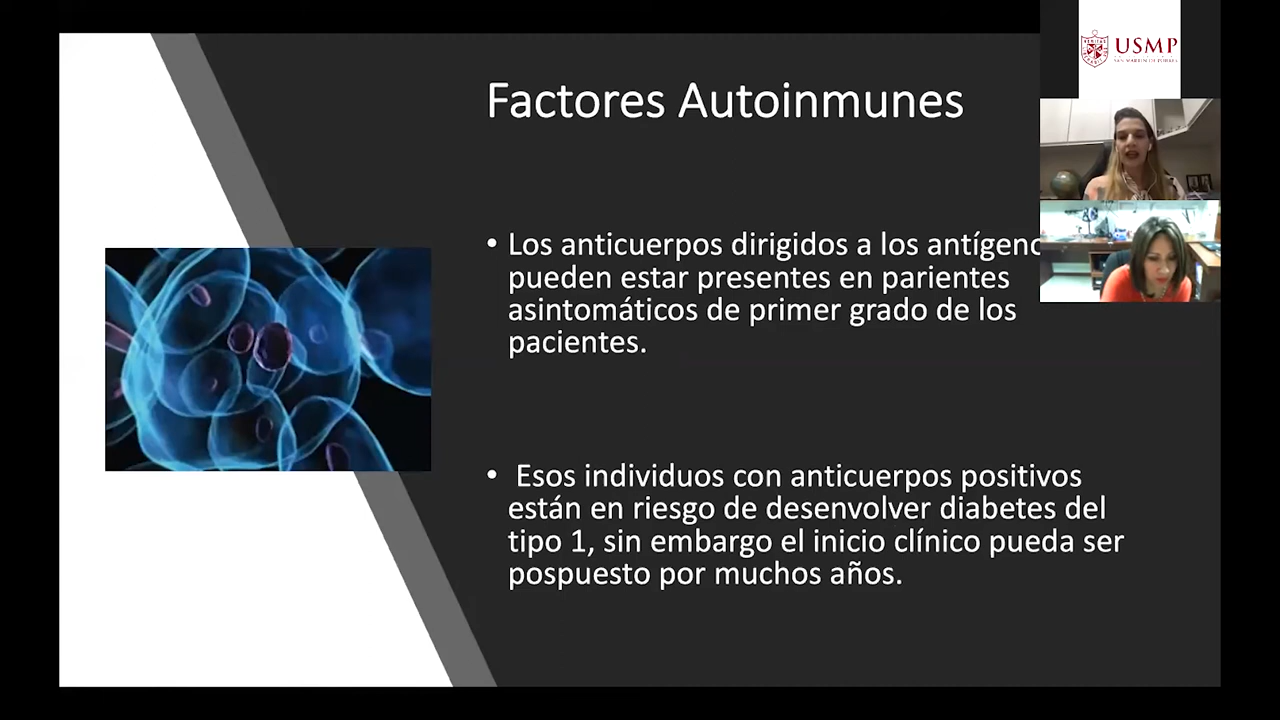 Factores Autoinmunes
USMP
SAN MARTIN DE PORRES
• Los anticuerpos dirigidos a los
pueden estar presentes en parientes
asintomáticos de primer grado de los
pacientes.
• Esos individuos con anticuerpos positivos
están en riesgo de desenvolver diabetes del
tipo 1, sin embargo el inicio clínico pueda ser
pospuesto por muchos años.